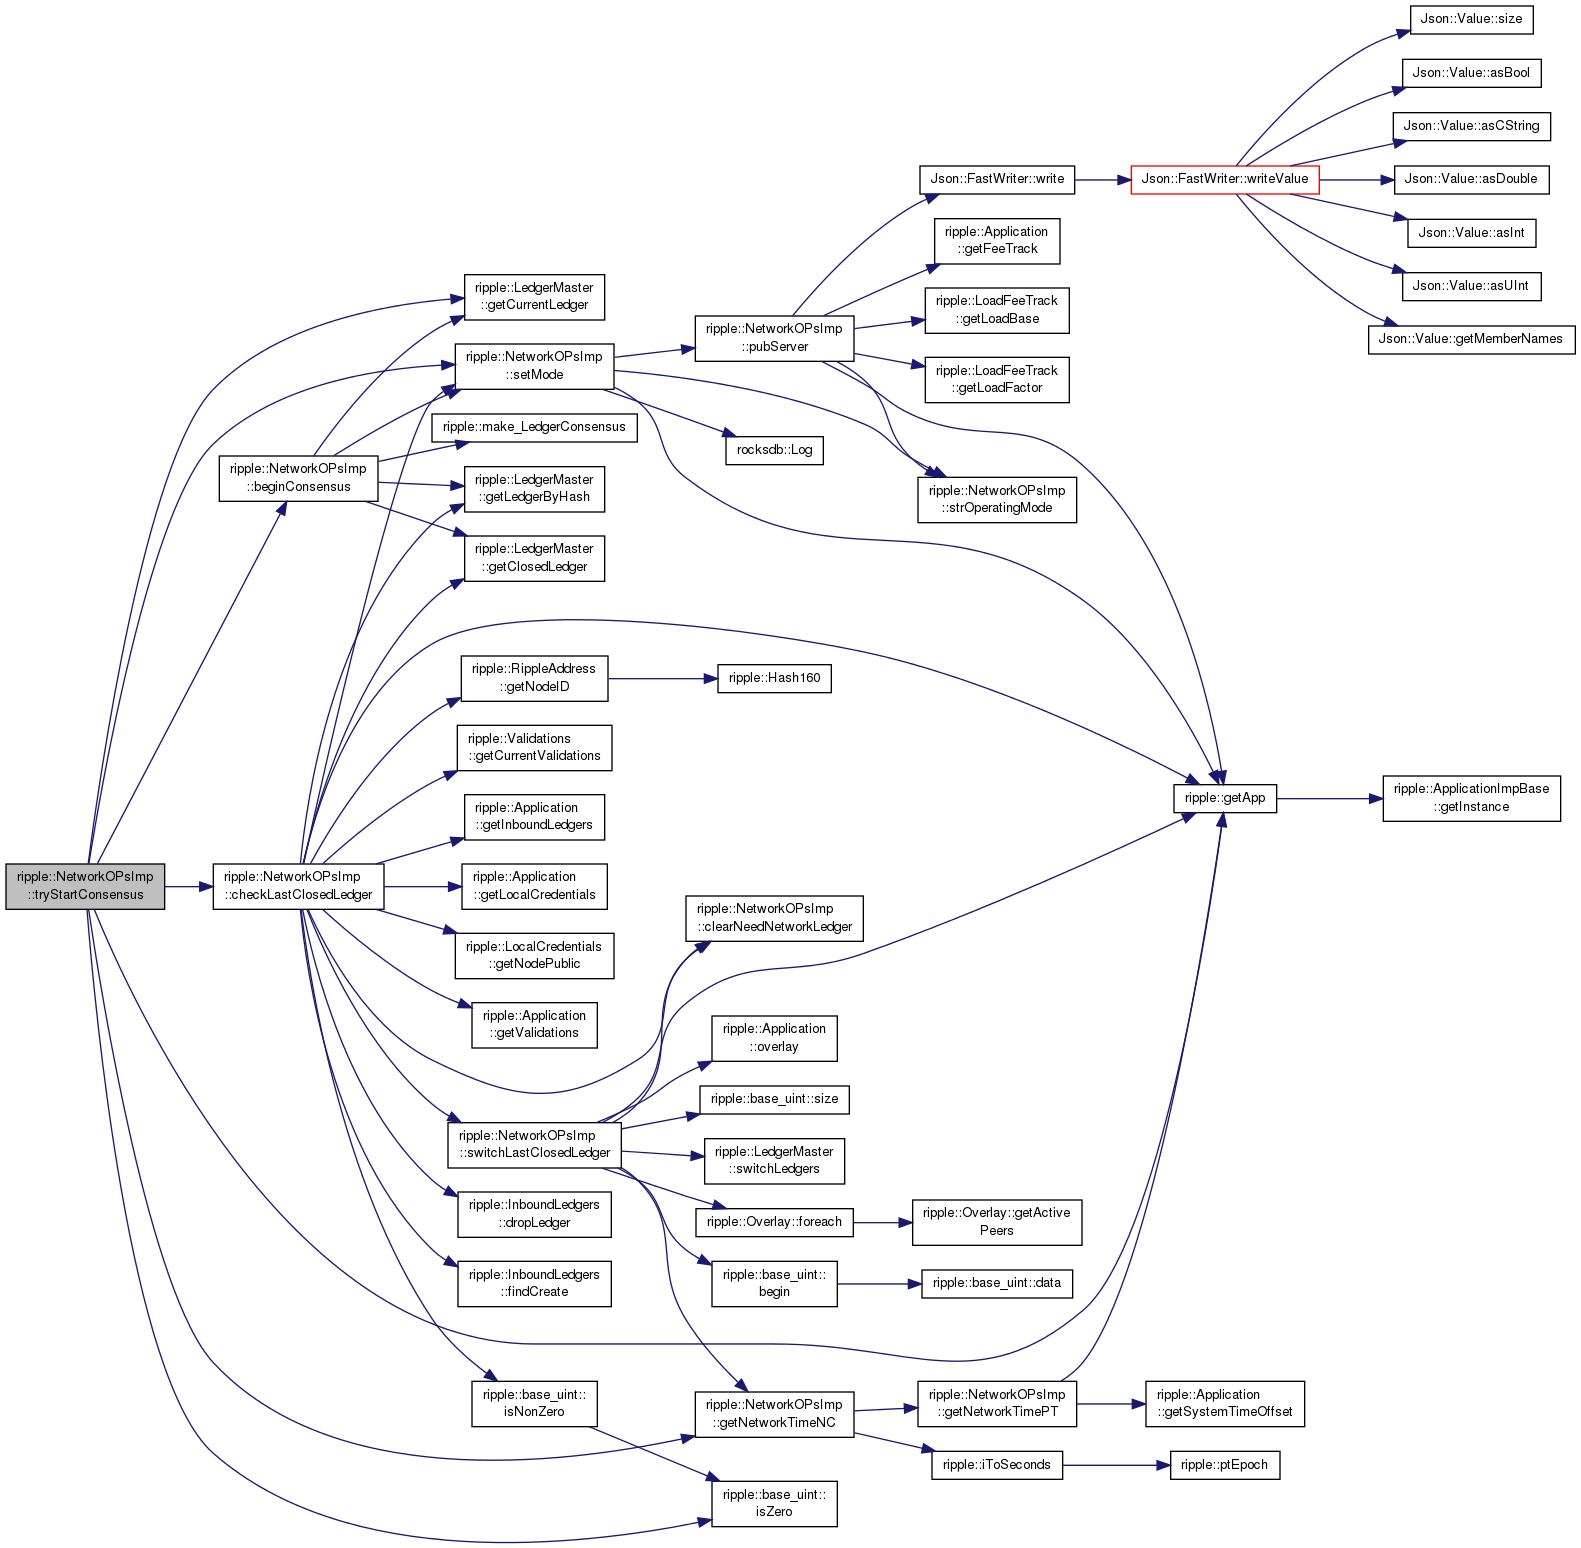 Json::Value::size
Json::Value::asBool
Json::Value::asCString
Json::FastWriter::write
Json::FastWriter::writeValue
Json::Value::asDouble
ripple::Application
::getFeeTrack
Json::Value::asInt
ripple::LedgerMaster
::getCurrentLedger
ripple::LoadFeeTrack
::getLoadBase
Json::Value::asUInt
ripple::NetworkOPsImp
::pubServer
Json::Value::getMemberNames
ripple::NetworkOPsImp
::setMode
ripple::LoadFeeTrack
::getLoadFactor
ripple::make_LedgerConsensus
rocksdb::Log
ripple::NetworkOPsImp
::beginConsensus
ripple::LedgerMaster
::getLedgerByHash
ripple::NetworkOPsImp
::strOperatingMode
ripple::LedgerMaster
::getClosedLedger
ripple::RippleAddress
::getNodeID
ripple::Hash160
ripple::Validations
::getCurrentValidations
ripple::getApp
ripple::ApplicationImpBase
::getInstance
ripple::Application
::getInboundLedgers
ripple::NetworkOPsImp
::tryStartConsensus
ripple::NetworkOPsImp
::checkLastClosedLedger
ripple::Application
::getLocalCredentials
ripple::NetworkOPsImp
::clearNeedNetworkLedger
ripple::LocalCredentials
::getNodePublic
ripple::Application
::getValidations
ripple::Application
::overlay
ripple::base_uint::size
ripple::NetworkOPsImp
::switchLastClosedLedger
ripple::LedgerMaster
::switchLedgers
ripple::InboundLedgers
::dropLedger
ripple::Overlay::foreach
ripple::Overlay::getActive
Peers
ripple::InboundLedgers
::findCreate
ripple::base_uint::
begin
ripple::base_uint::data
ripple::base_uint::
isNonZero
ripple::NetworkOPsImp
::getNetworkTimeNC
ripple::NetworkOPsImp
::getNetworkTimePT
ripple::Application
::getSystemTimeOffset
ripple::iToSeconds
ripple::ptEpoch
ripple::base_uint::
isZero